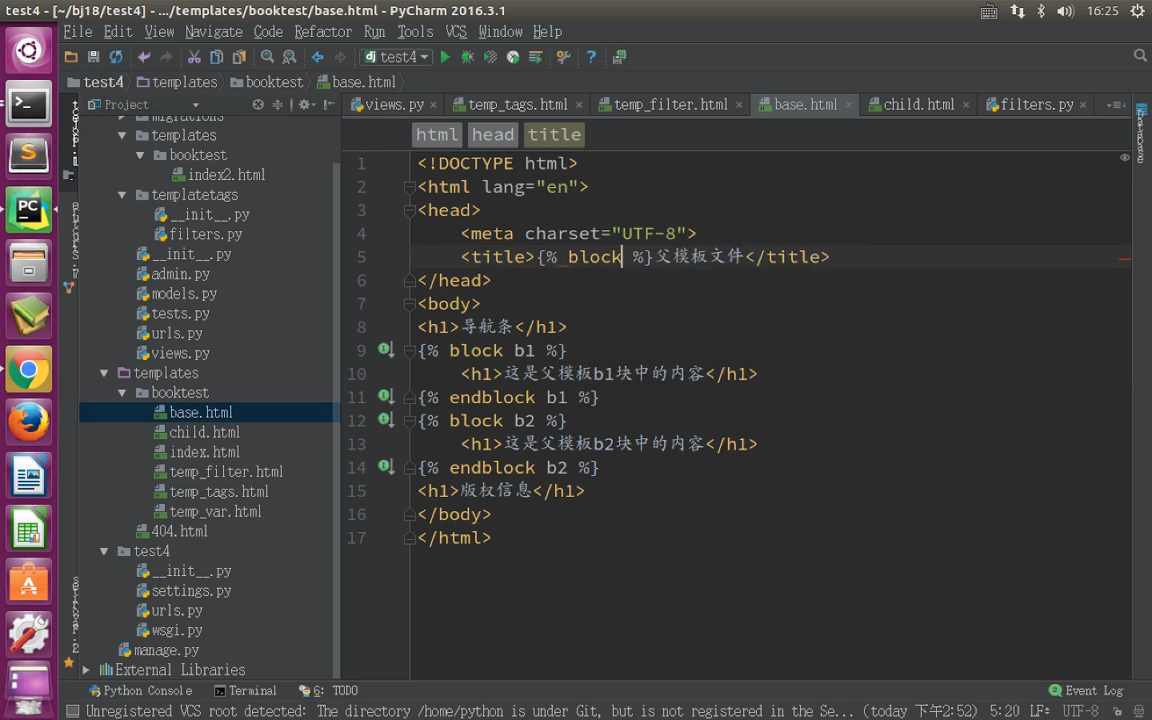 test4 - [~/bj18/test4] - .../templates/booktest/base.html - PyCharm 2016.3.1
16:25
File Edit View Navigate Code Refactor Run Tools VCS Window Help
test4
test4 templates booktest base.html
Project
views.py temp_tags.html temp_filter.html base.html child.html filters.py
html head title
migrations
templates
booktest
index2.html
templatetags
__init__.py
filters.py
__init__.py
admin.py
models.py
tests.py
urls.py
views.py
templates
booktest
base.html
child.html
index.html
temp_filter.html
temp_tags.html
temp_var.html
404.html
test4
__init__.py
settings.py
urls.py
wsgi.py
manage.py
External Libraries
1 <!DOCTYPE html>
2 <html lang="en">
3 <head>
4 <meta charset="UTF-8">
5 <title>{% block %}父模板文件</title>
6 </head>
7 <body>
8 <h1>导航条</h1>
9 {% block b1 %}
10 <h1>这是父模板b1块中的内容</h1>
11 {% endblock b1 %}
12 {% block b2 %}
13 <h1>这是父模板b2块中的内容</h1>
14 {% endblock b2 %}
15 <h1>版权信息</h1>
16 </body>
17 </html>
Python Console Terminal 6: TODO Event Log
Unregistered VCS root detected: The directory /home/python is under Git, but is not registered in the Se... (today 下午2:52) 5:20 LF UTF-8